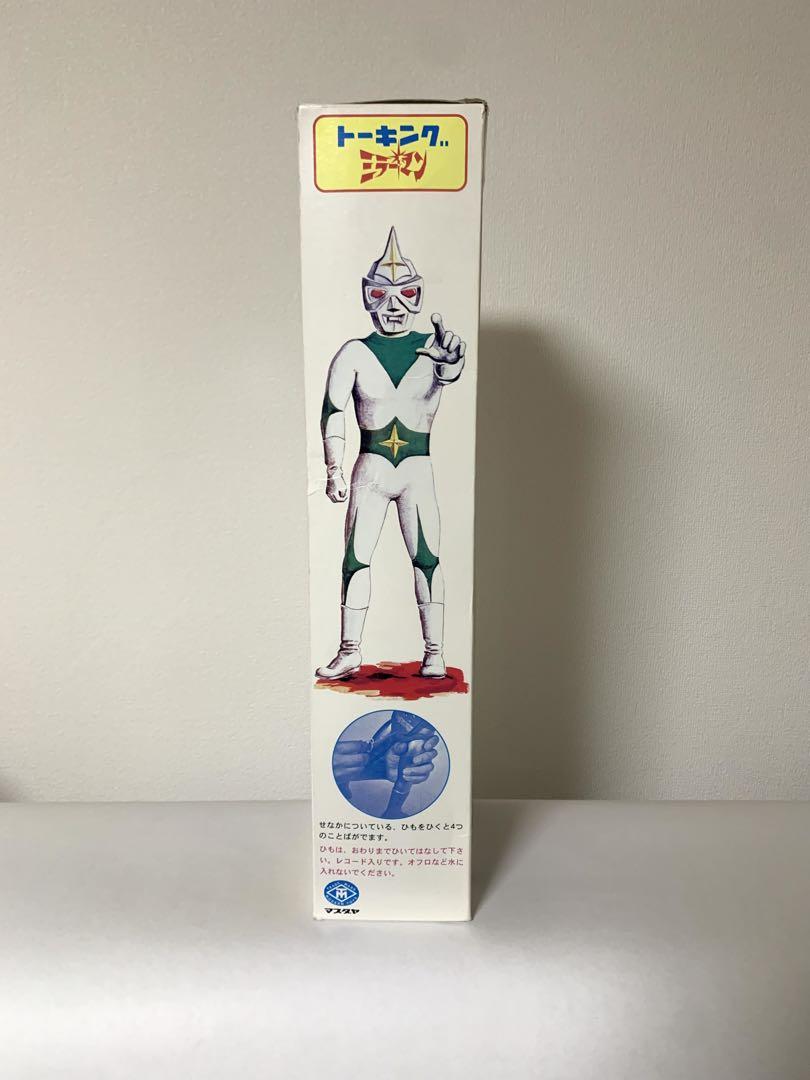 トーキング
ミラーマン
せなかについている、ひもをひくと4つ
のことばがでます。
ひもは、おわりまでひいてはなして下さ
い。レコード入りです。オフロなど水に
入れないでください。
マスダヤ